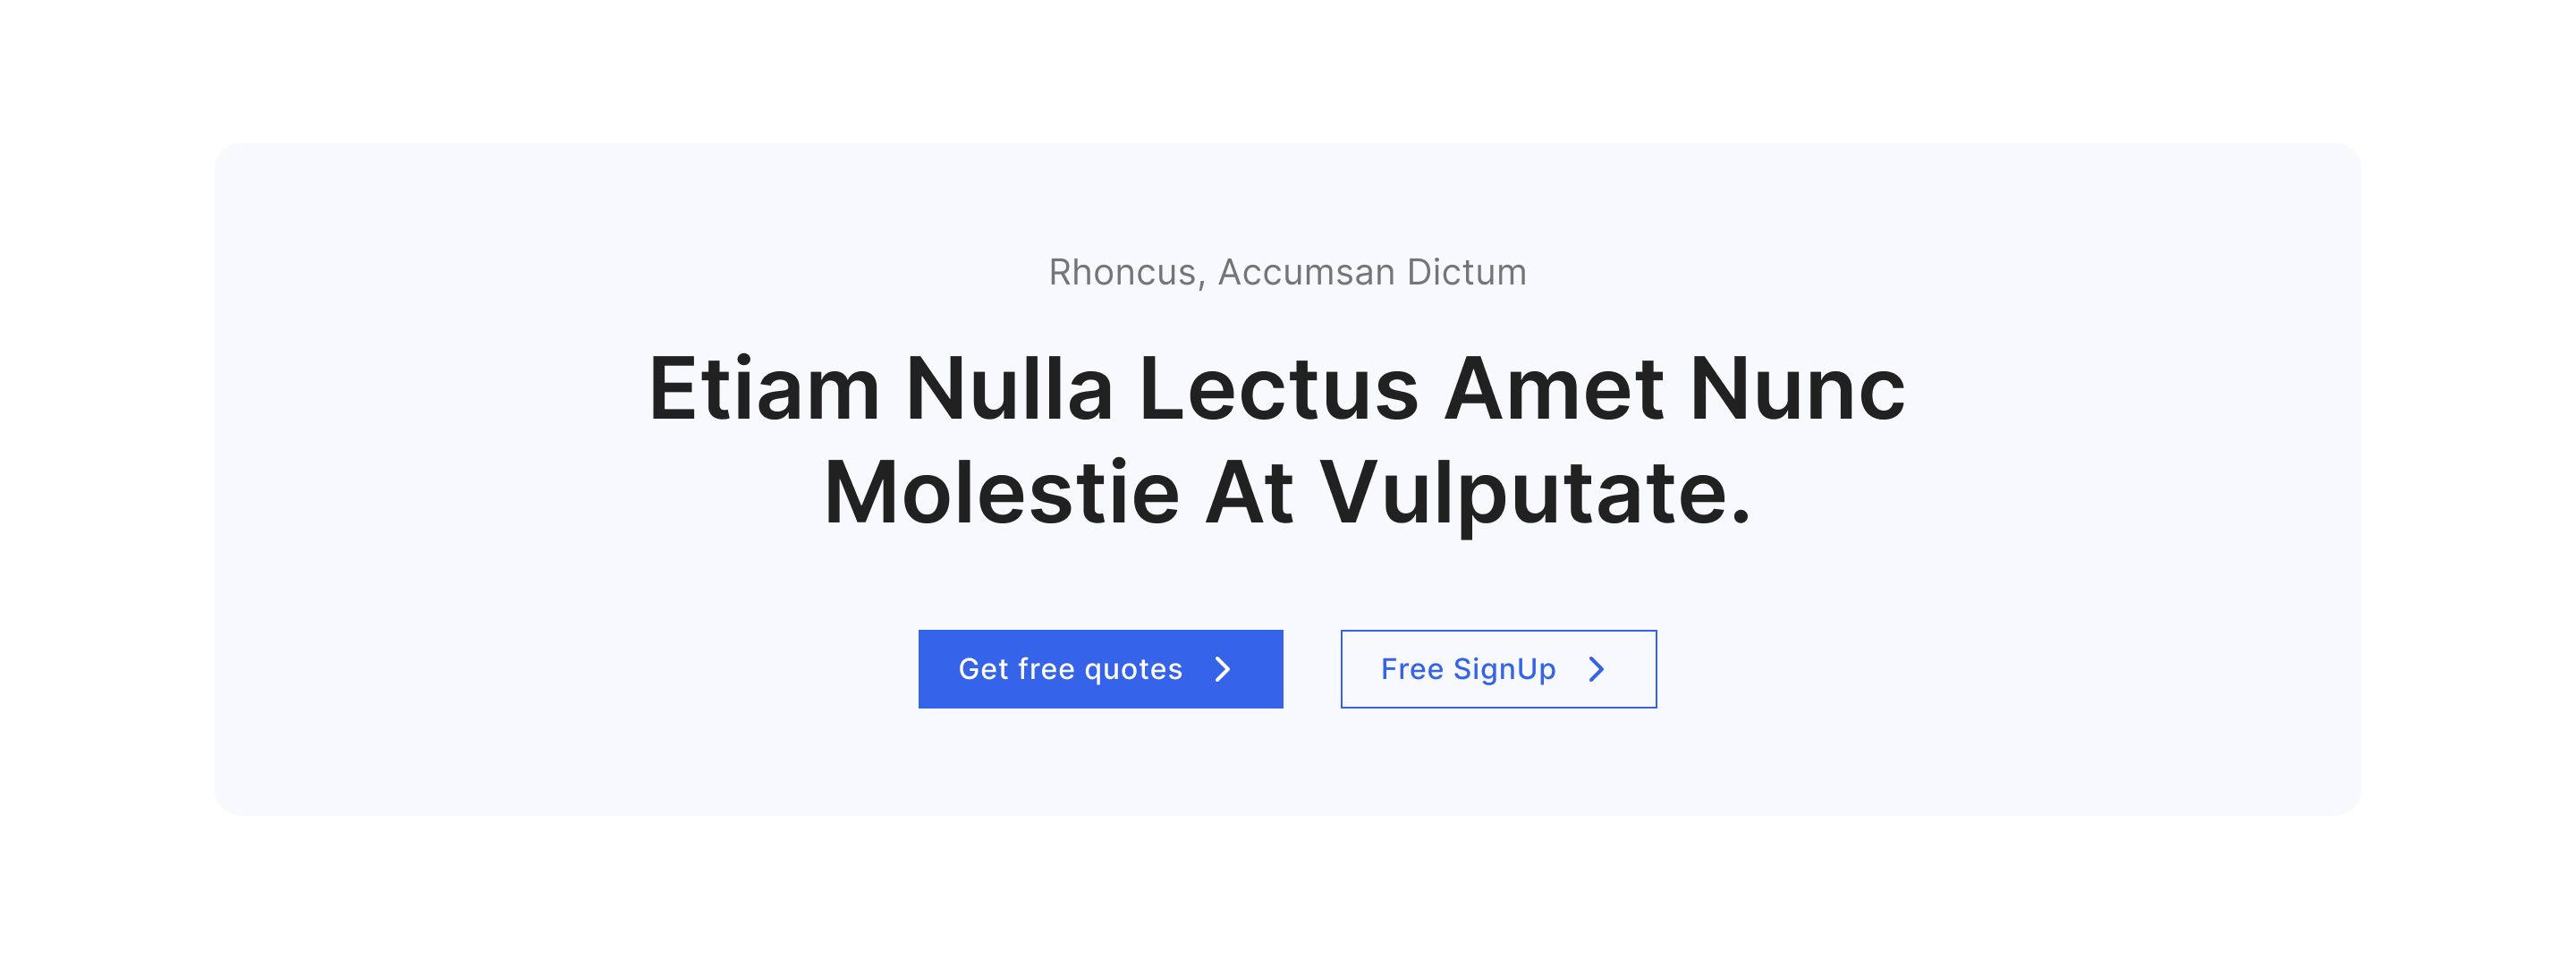 Rhoncus, Accumsan Dictum
Etiam Nulla Lectus Amet Nunc
Molestie At Vulputate.
Get free quotes
Free SignUp